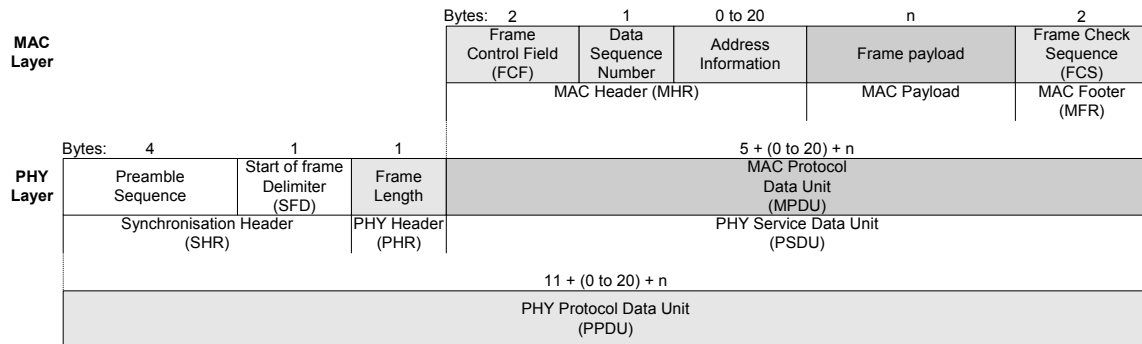 Bytes: 2 1 0 to 20 n 2
MAC Layer
Frame Control Field (FCF)
Data Sequence Number
Address Information
Frame payload
Frame Check Sequence (FCS)
MAC Header (MHR)
MAC Payload
MAC Footer (MFR)
Bytes: 4 1 1 5 + (0 to 20) + n
PHY Layer
Preamble Sequence
Start of frame Delimiter (SFD)
Frame Length
MAC Protocol Data Unit (MPDU)
Synchronisation Header (SHR)
PHY Header (PHR)
PHY Service Data Unit (PSDU)
11 + (0 to 20) + n
PHY Protocol Data Unit (PPDU)